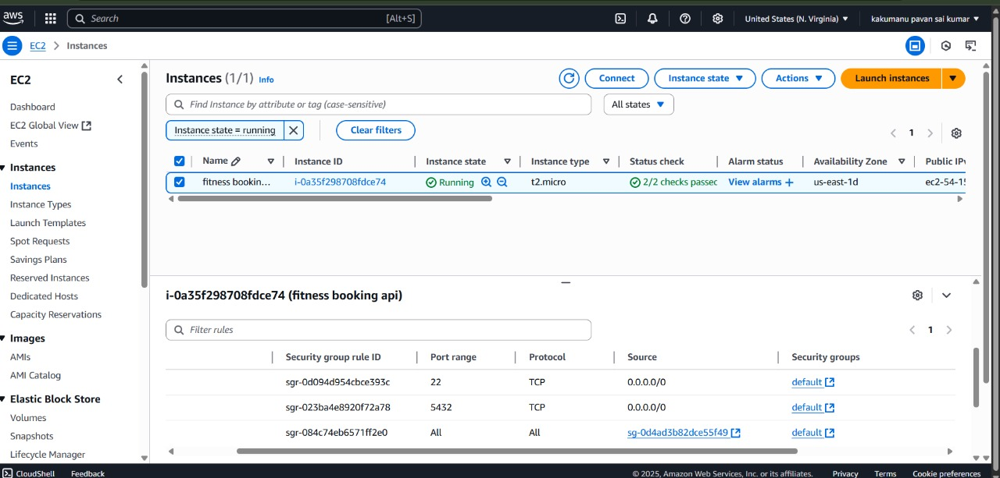 aws Search [Alt+S] United States (N. Virginia) kakumanu pavan sai kumar
EC2 Instances
EC2
Dashboard
EC2 Global View
Events
Instances
Instances
Instance Types
Launch Templates
Spot Requests
Savings Plans
Reserved Instances
Dedicated Hosts
Capacity Reservations
Images
AMIs
AMI Catalog
Elastic Block Store
Volumes
Snapshots
Lifecycle Manager
Instances (1/1) Info Connect Instance state Actions Launch instances
Find Instance by attribute or tag (case-sensitive) All states
Instance state = running Clear filters 1
Name Instance ID Instance state Instance type Status check Alarm status Availability Zone Public IPv
fitness bookin... i-0a35f298708fdce74 Running t2.micro 2/2 checks passec View alarms + us-east-1d ec2-54-15
i-0a35f298708fdce74 (fitness booking api)
Filter rules 1
Security group rule ID Port range Protocol Source Security groups
sgr-0d094d954cbce393c 22 TCP 0.0.0.0/0 default
sgr-023ba4e8920f72a78 5432 TCP 0.0.0.0/0 default
sgr-084c74eb6571ff2e0 All All sg-0d4ad3b82dce55f49 default
CloudShell Feedback © 2025, Amazon Web Services, Inc. or its affiliates. Privacy Terms Cookie preferences